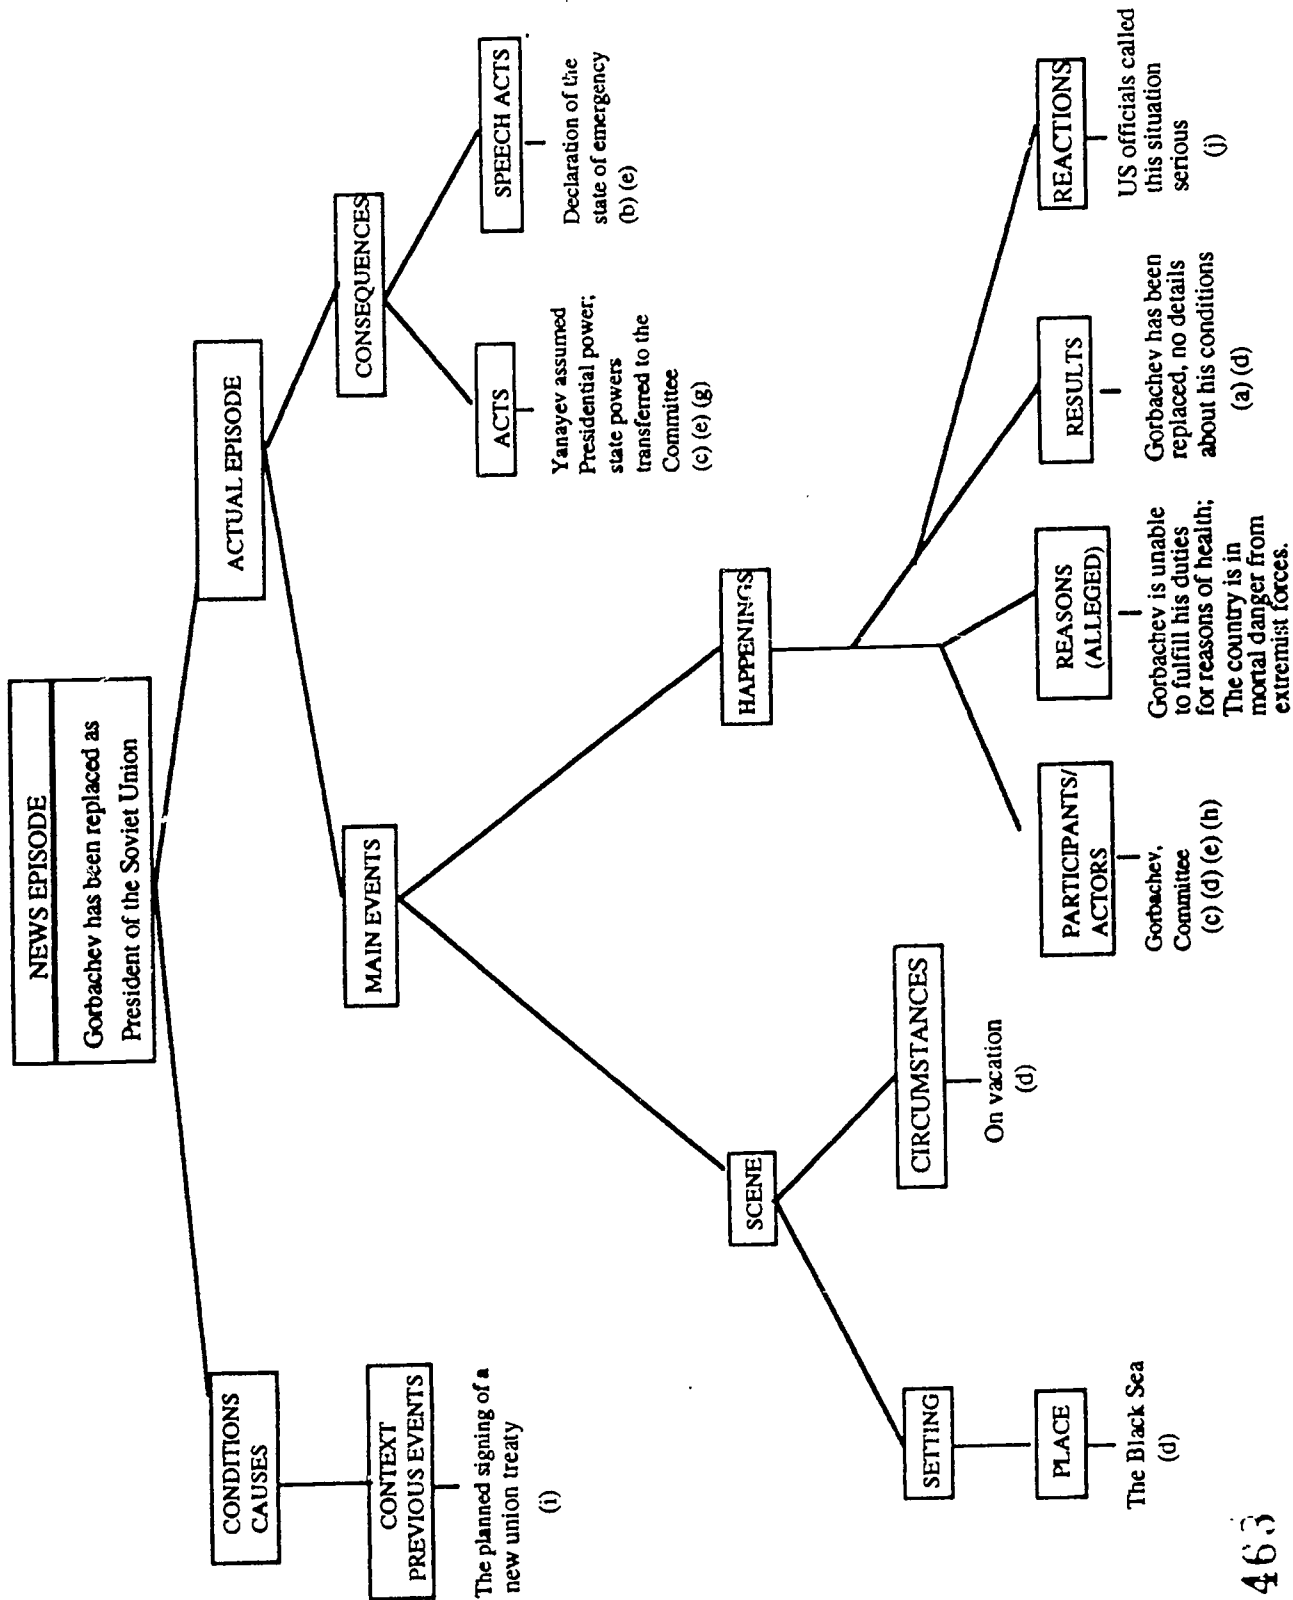 NEWS EPISODE
Gorbachev has been replaced as
President of the Soviet Union
CONDITIONS
CAUSES
ACTUAL EPISODE
CONTEXT
PREVIOUS EVENTS
The planned signing of a
new union treaty
(i)
MAIN EVENTS
CONSEQUENCES
ACTS
Yanayev assumed
Presidential power;
state powers
transferred to the
Committee
(c) (e) (g)
SPEECH ACTS
Declaration of the
state of emergency
(b) (e)
SCENE
HAPPENINGS
SETTING
PLACE
The Black Sea
(d)
CIRCUMSTANCES
On vacation
(d)
PARTICIPANTS/
ACTORS
Gorbachev,
Committee
(c) (d) (e) (h)
REASONS
(ALLEGED)
Gorbachev is unable
to fulfill his duties
for reasons of health;
The country is in
mortal danger from
extremist forces.
RESULTS
Gorbachev has been
replaced, no details
about his conditions
(a) (d)
REACTIONS
US officials called
this situation
serious
(j)
463